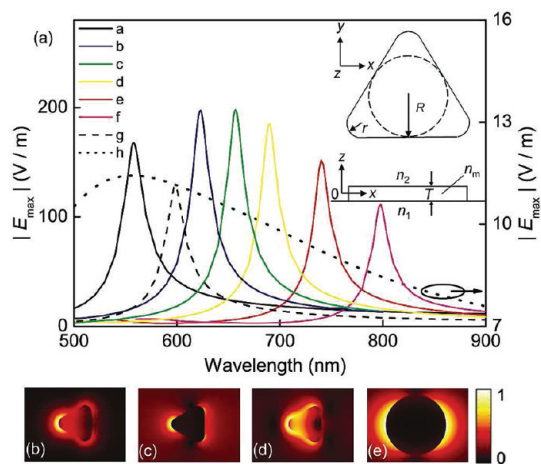 (a)
a
b
c
d
e
f
g
h
y
x
z
R
r
z
n2
nm
0
x
T
n1
| Emax | (V / m)
200
100
0
16
13
10
7
| Emax | (V / m)
500 600 700 800 900
Wavelength (nm)
(b) (c) (d) (e)
1
0